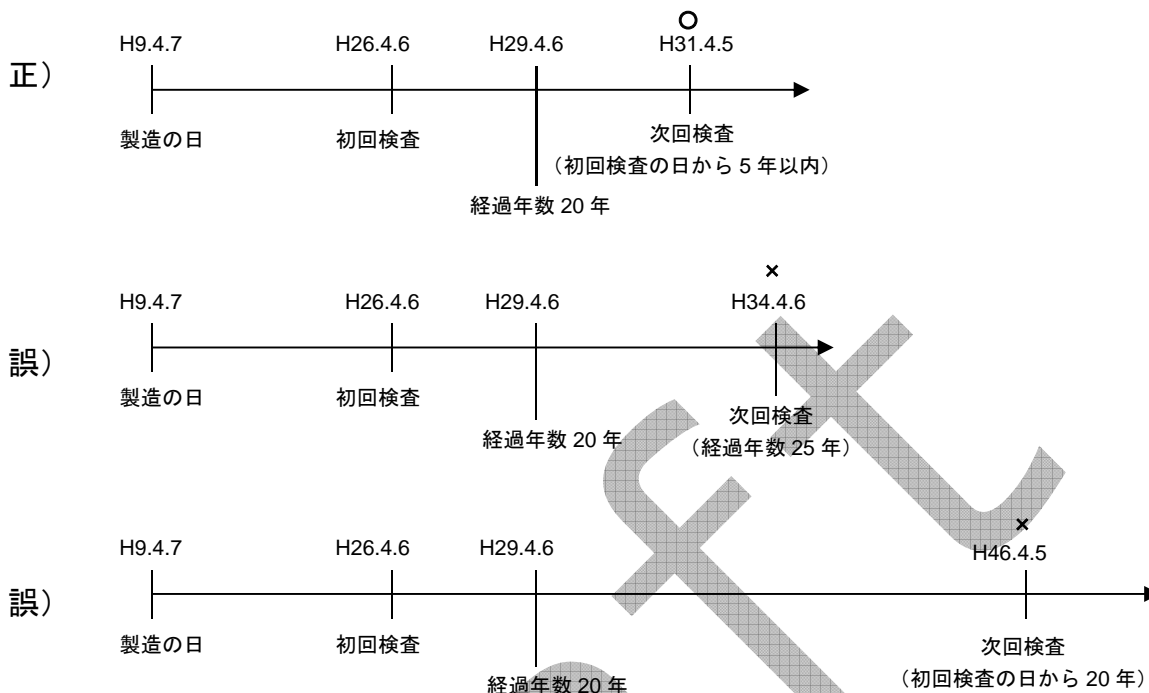 ○
H9.4.7 H26.4.6 H29.4.6 H31.4.5
正）
製造の日 初回検査 次回検査
（初回検査の日から 5 年以内）
経過年数 20 年
×
H9.4.7 H26.4.6 H29.4.6 H34.4.6
誤）
製造の日 初回検査 次回検査
経過年数 20 年 （経過年数 25 年）
×
H9.4.7 H26.4.6 H29.4.6 H46.4.5
誤）
製造の日 初回検査 次回検査
経過年数 20 年 （初回検査の日から 20 年）